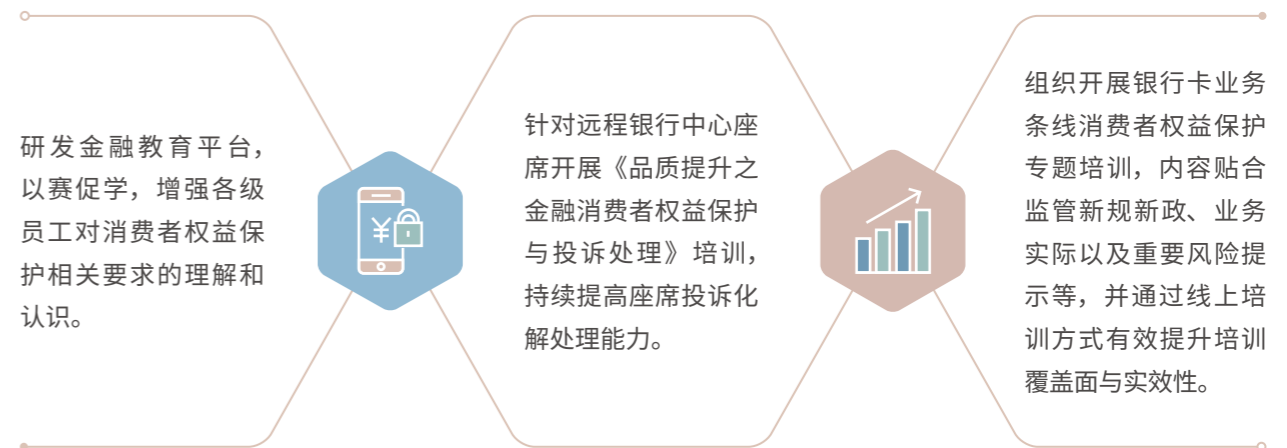 研发金融教育平台，
以赛促学，增强各级
员工对消费者权益保
护相关要求的理解和
认识。
¥
针对远程银行中心座
席开展《品质提升之
金融消费者权益保护
与投诉处理》培训，
持续提高座席投诉化
解处理能力。
组织开展银行卡业务
条线消费者权益保护
专题培训，内容贴合
监管新规新政、业务
实际以及重要风险提
示等，并通过线上培
训方式有效提升培训
覆盖面与实效性。